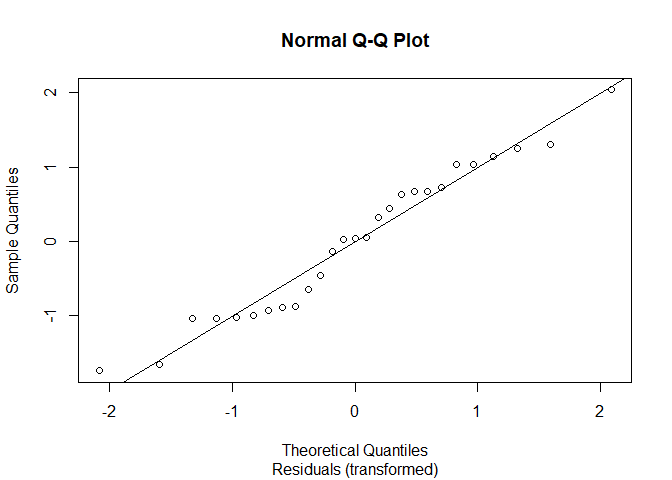 Normal Q-Q Plot
2
1
0
-1
Sample Quantiles
-2
-1
0
1
2
Theoretical Quantiles
Residuals (transformed)